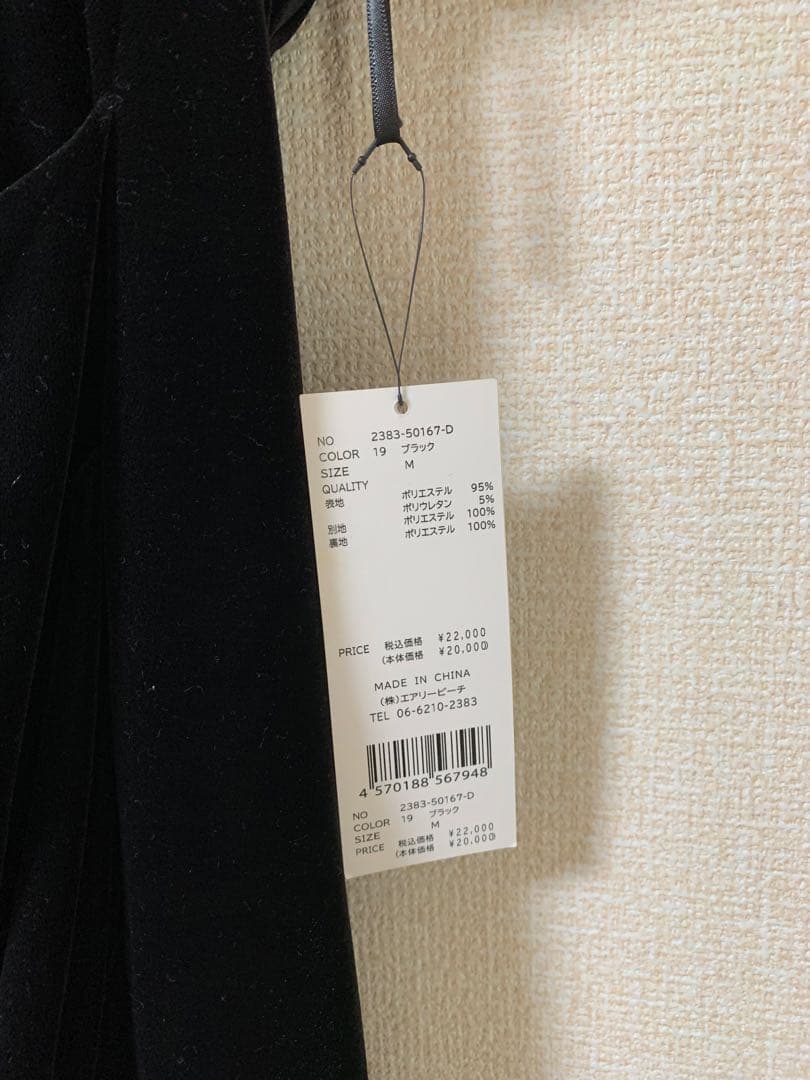 NO 2383-50167-D
COLOR 19 ブラック
SIZE M
QUALITY
表地 ポリエステル 95%
ポリウレタン 5%
別地 ポリエステル 100%
裏地 ポリエステル 100%
PRICE 税込価格 ¥22,000
(本体価格 ¥20,000)
MADE IN CHINA
(株)エアリーピーチ
TEL 06-6210-2383
4 570188 567948
NO 2383-50167-D
COLOR 19 ブラック
SIZE M
PRICE 税込価格 ¥22,000
(本体価格 ¥20,000)